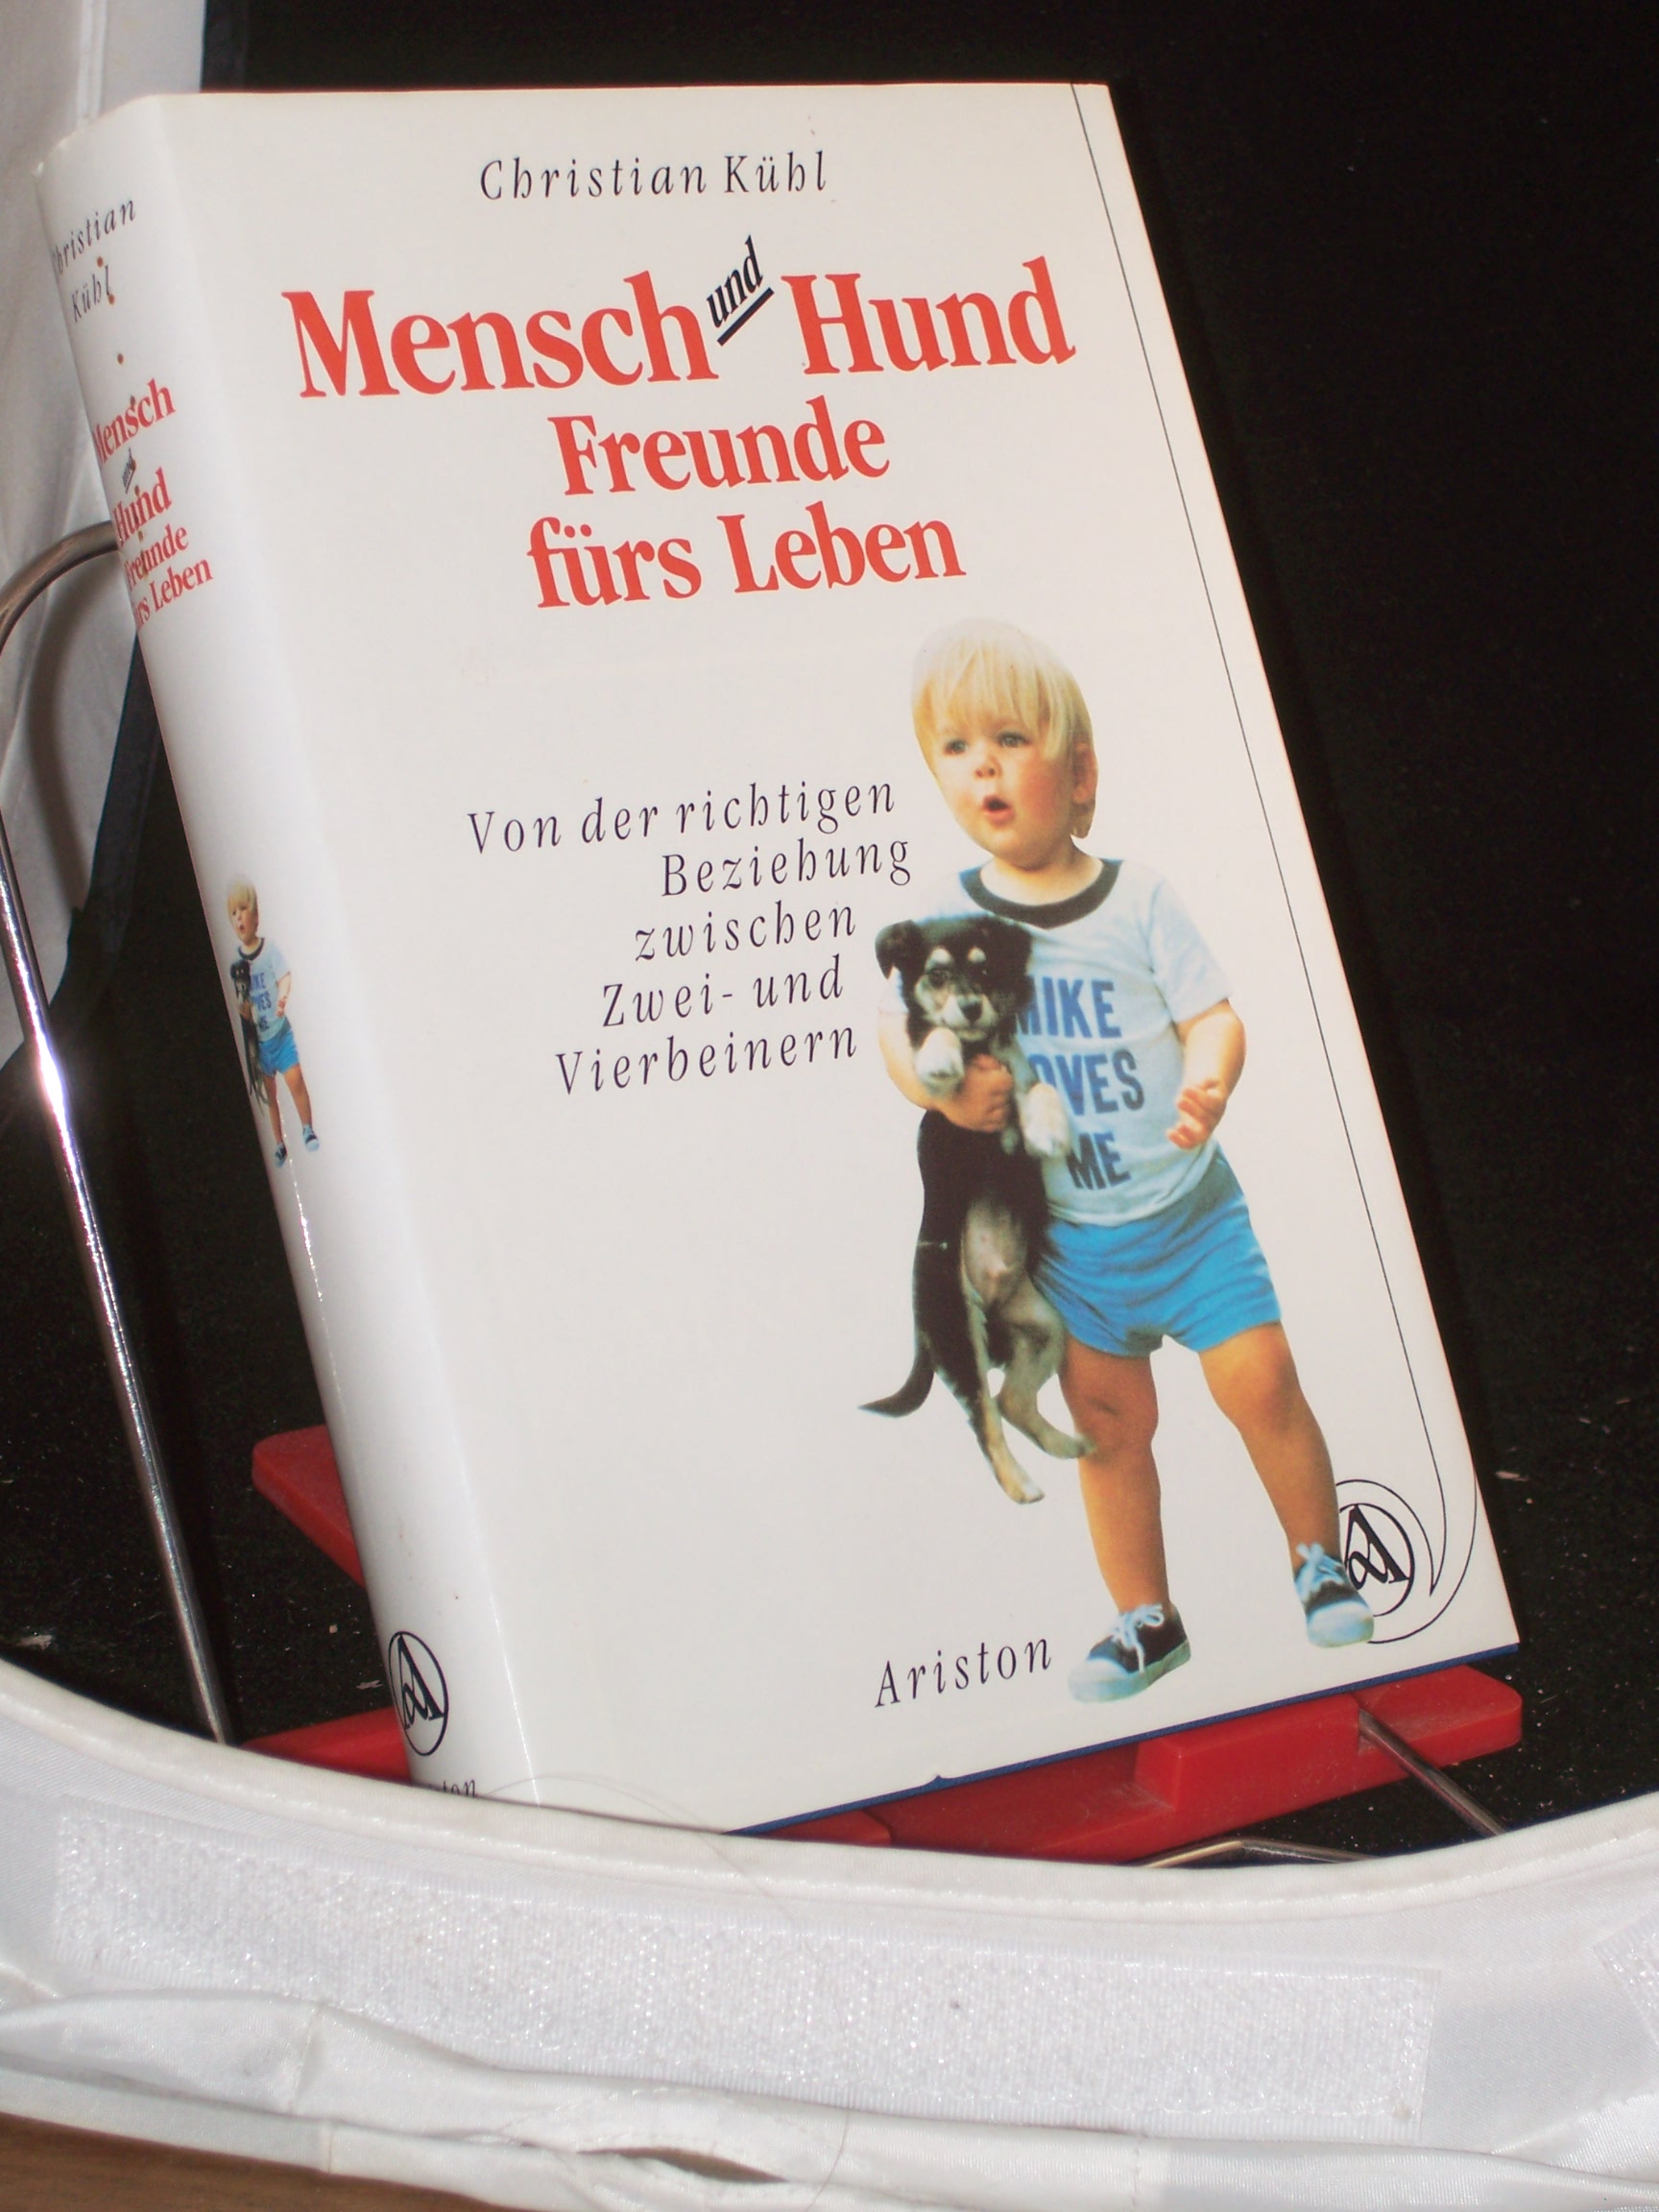 Christian Kühl
Mensch und Hund
Freunde
fürs Leben
Von der richtigen
Beziehung
zwischen
Zwei- und
Vierbeinern
MIKE
ME
Ariston
Christian
Kühl
Mensch
und
Hund
Freunde
fürs Leben